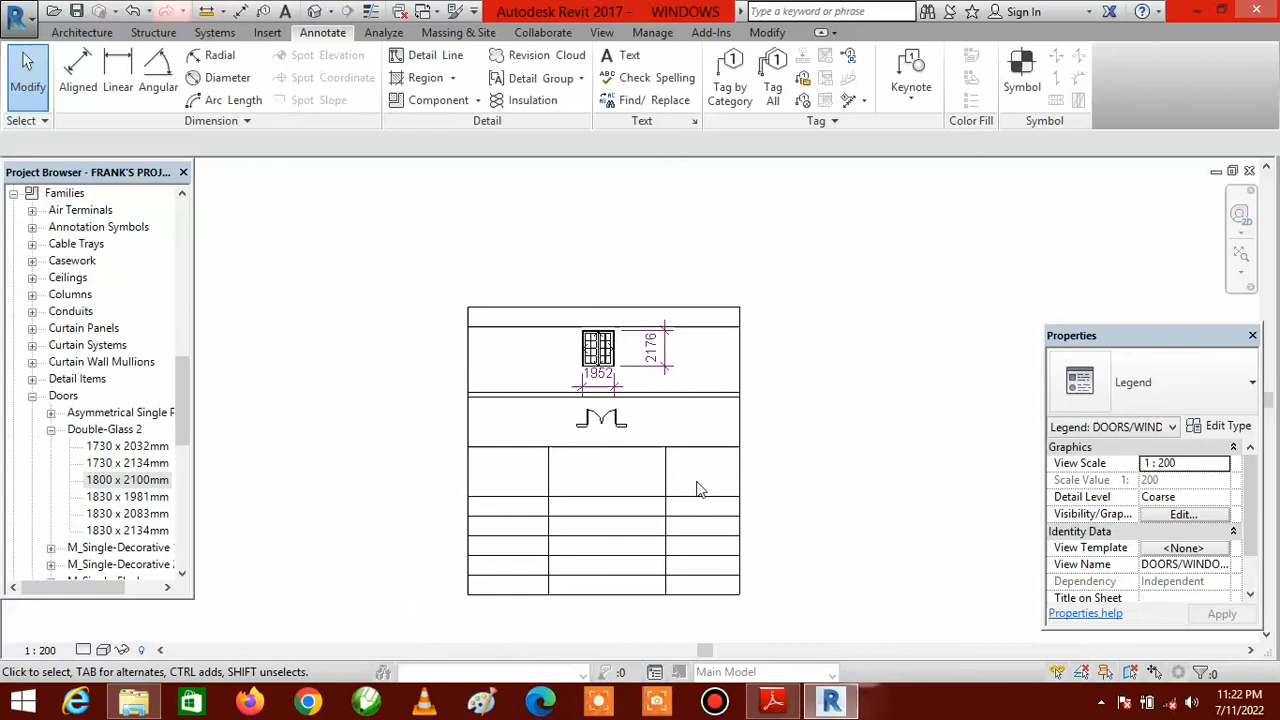 Autodesk Revit 2017 - WINDOWS
Type a keyword or phrase
Sign In
Architecture Structure Systems Insert Annotate Analyze Massing & Site Collaborate View Manage Add-Ins Modify
Modify
Select
Aligned Linear Angular
Radial
Diameter
Arc Length
Spot Elevation
Spot Coordinate
Spot Slope
Dimension
Detail Line
Region
Component
Revision Cloud
Detail Group
Insulation
Detail
Text
Check Spelling
Find/ Replace
Text
Tag by Category
Tag All
Tag
Keynote
Color Fill
Symbol
Symbol
Project Browser - FRANK'S PROJ...
Families
Air Terminals
Annotation Symbols
Cable Trays
Casework
Ceilings
Columns
Conduits
Curtain Panels
Curtain Systems
Curtain Wall Mullions
Detail Items
Doors
Asymmetrical Single P
Double-Glass 2
1730 x 2032mm
1730 x 2134mm
1800 x 2100mm
1830 x 1981mm
1830 x 2083mm
1830 x 2134mm
M_Single-Decorative
M_Single-Decorative 2
2176
1952
2D
Properties
Legend
Legend: DOORS/WIND
Edit Type
Graphics
View Scale 1 : 200
Scale Value 1: 200
Detail Level Coarse
Visibility/Grap... Edit...
Identity Data
View Template <None>
View Name DOORS/WINDO...
Dependency Independent
Title on Sheet
Properties help Apply
1 : 200
Click to select, TAB for alternates, CTRL adds, SHIFT unselects.
:0
Main Model
:0
11:22 PM
7/11/2022